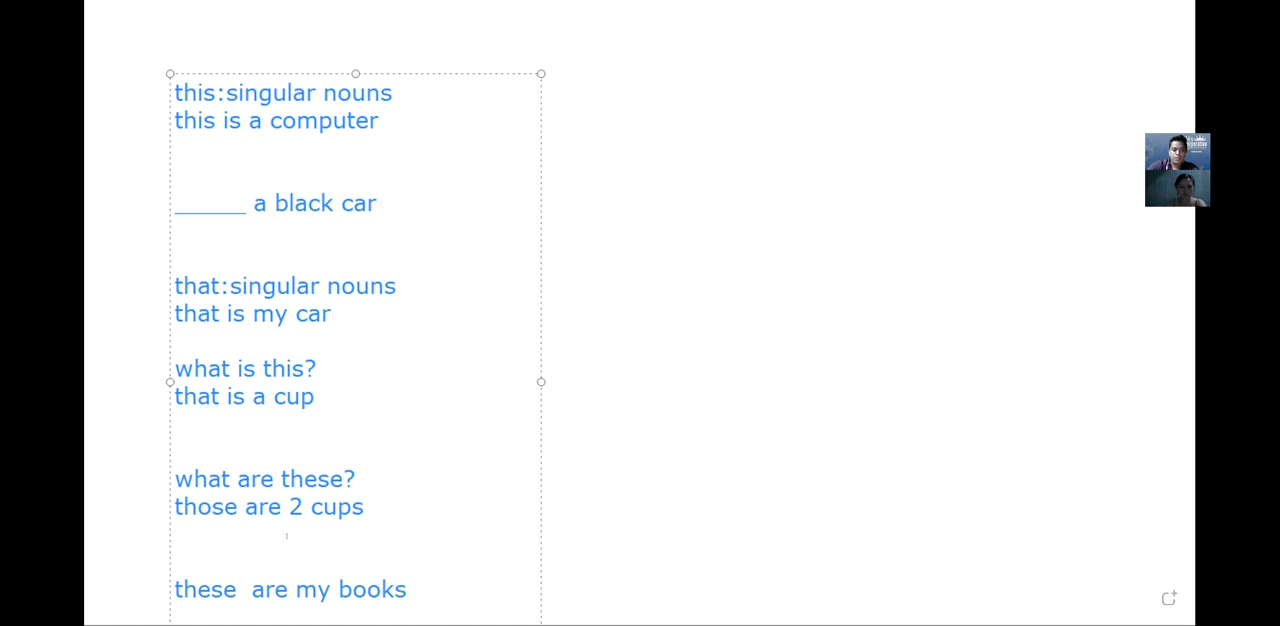 this:singular nouns
this is a computer
______ a black car
that:singular nouns
that is my car
what is this?
that is a cup
what are these?
those are 2 cups
these  are my books